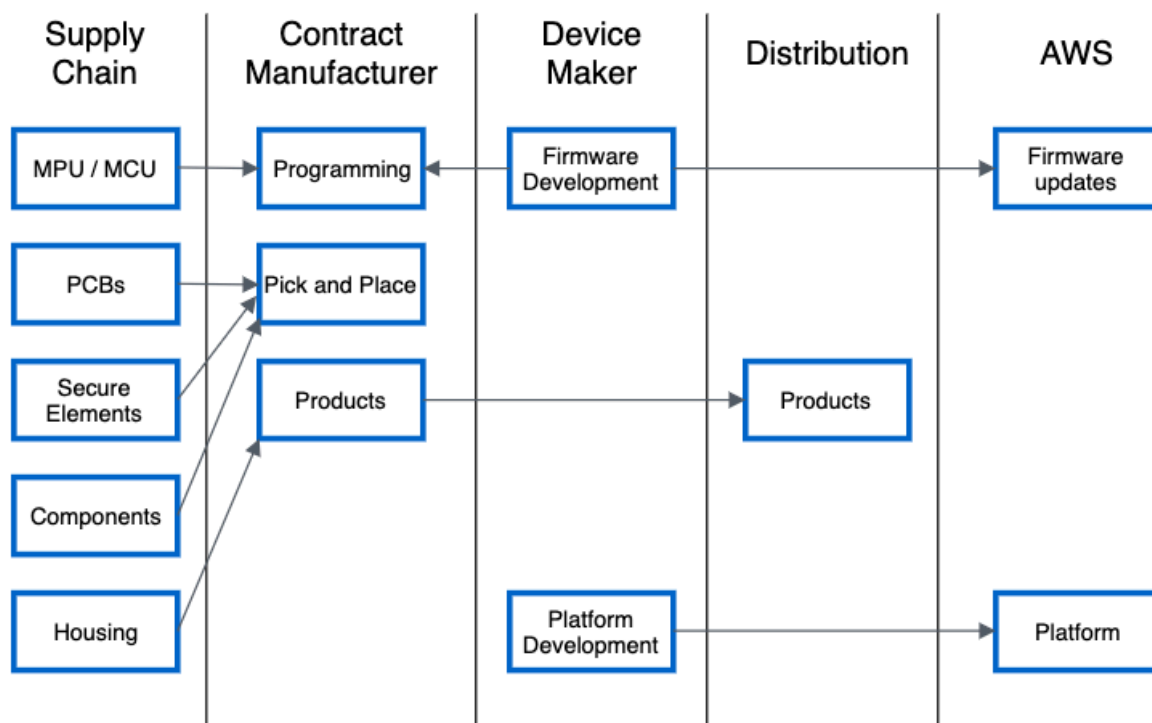 Supply
Chain
Contract
Manufacturer
Device
Maker
Distribution
AWS
MPU / MCU
Programming
Firmware
Development
Firmware
updates
PCBs
Pick and Place
Secure
Elements
Products
Products
Components
Housing
Platform
Development
Platform